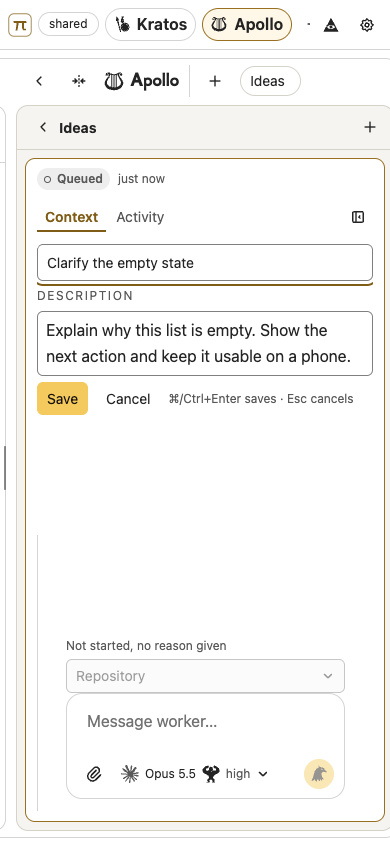 π shared Kratos Apollo
Apollo Ideas
Ideas
Queued just now
Context Activity
Clarify the empty state
DESCRIPTION
Explain why this list is empty. Show the
next action and keep it usable on a phone.
Save Cancel ⌘/Ctrl+Enter saves · Esc cancels
Not started, no reason given
Repository
Message worker...
Opus 5.5 high